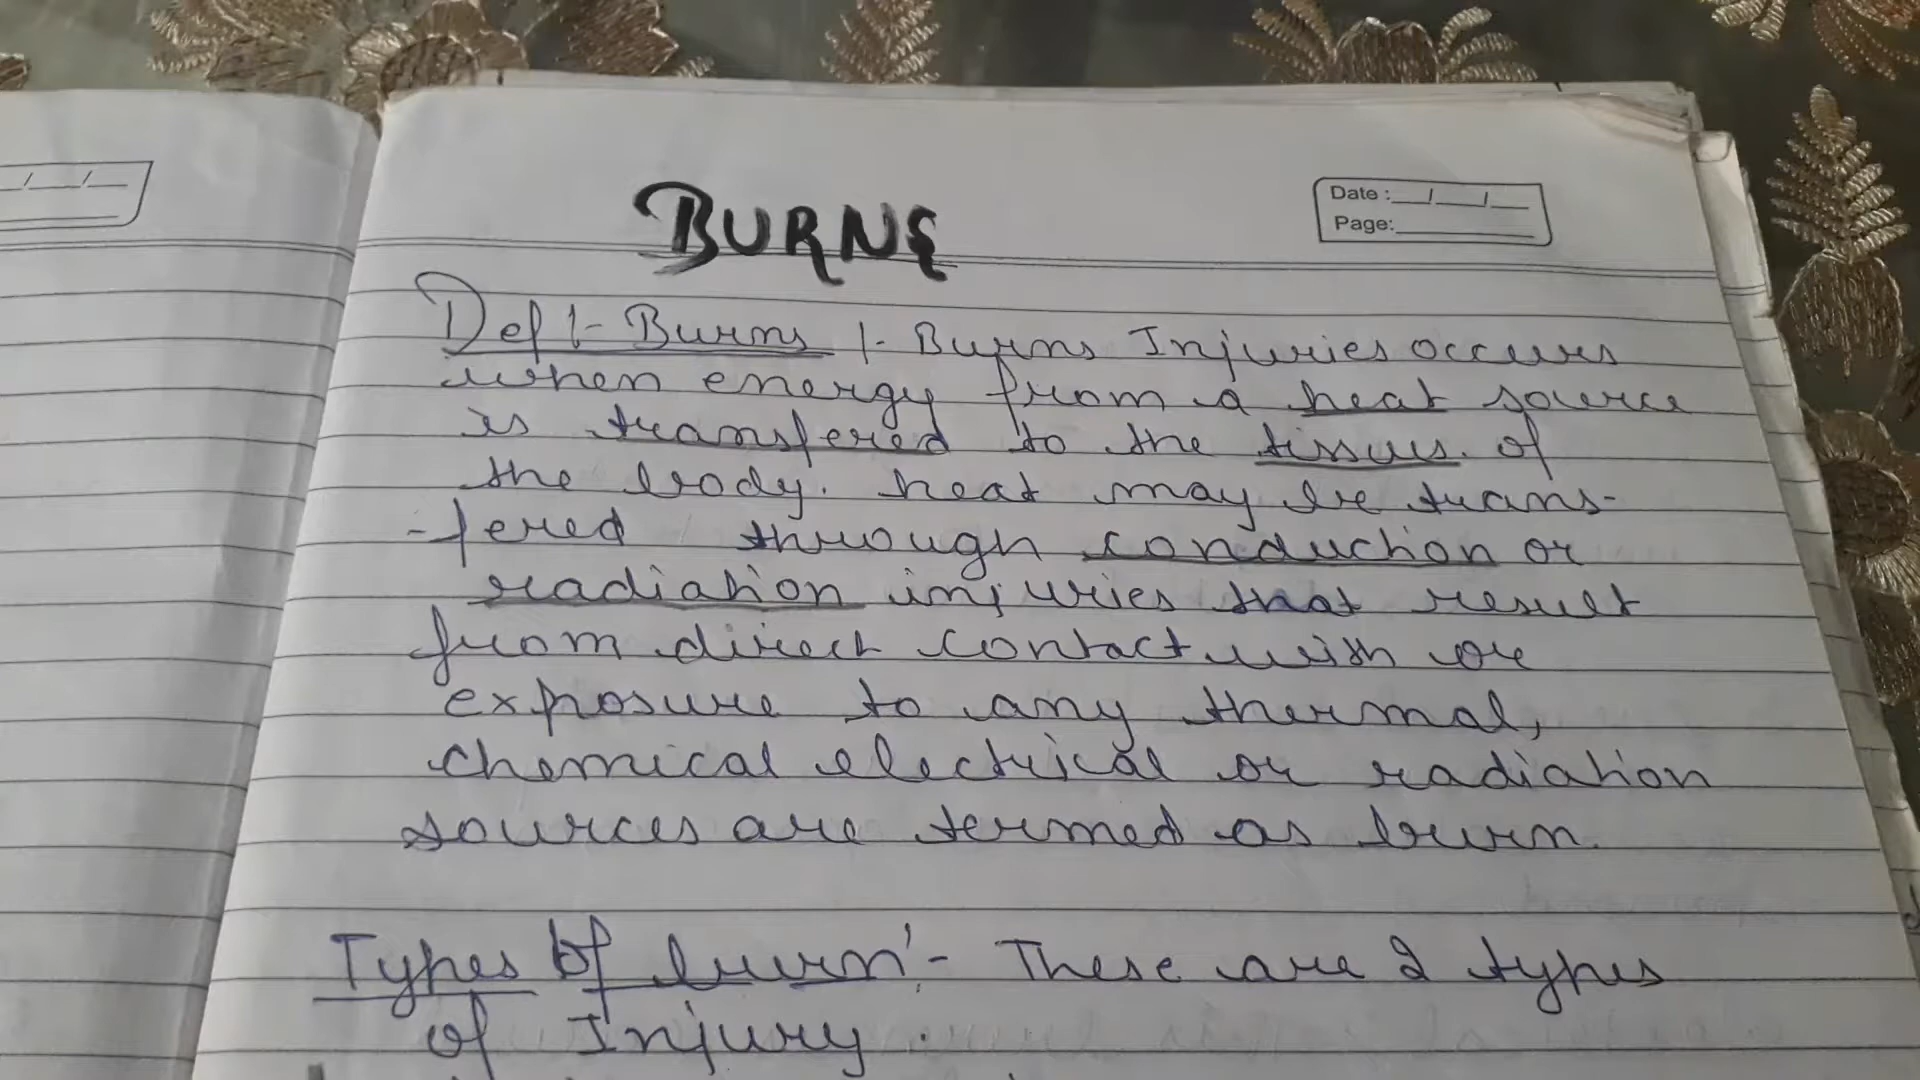 BURNS
Date : __/__/__
Page: ________
Def :- Burns :- Burns Injuries occurs
when energy from a heat source
is transfered to the tissues. of
the body. heat may be trans-
-fered through conduction or
radiation injuries that result
from direct contact with or
exposure to any thermal,
chemical electrical or radiation
sources are termed as burn.
Types of burn:- These are 2 types
of Injury.